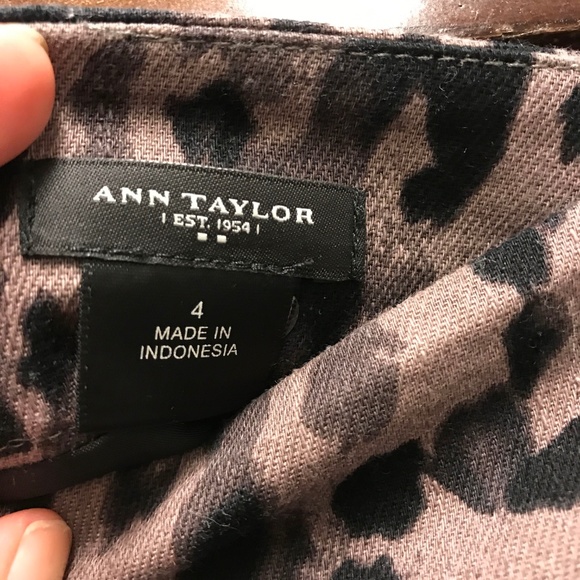 ANN TAYLOR
| EST. 1954 |
4
MADE IN
INDONESIA